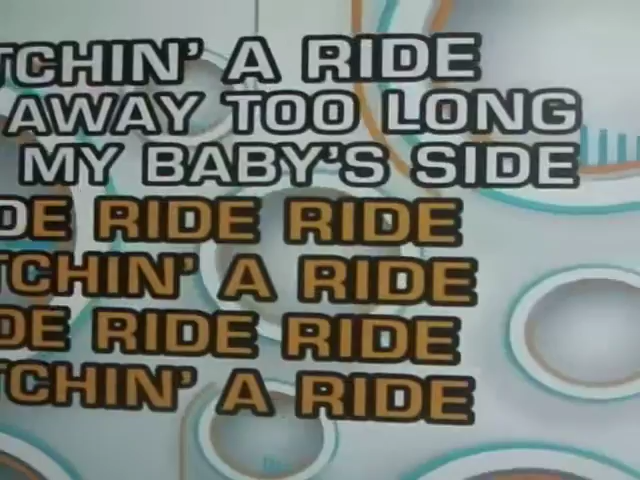 TCHIN' A RIDE
AWAY TOO LONG
MY BABY'S SIDE
DE RIDE RIDE
TCHIN' A RIDE
DE RIDE RIDE
TCHIN' A RIDE